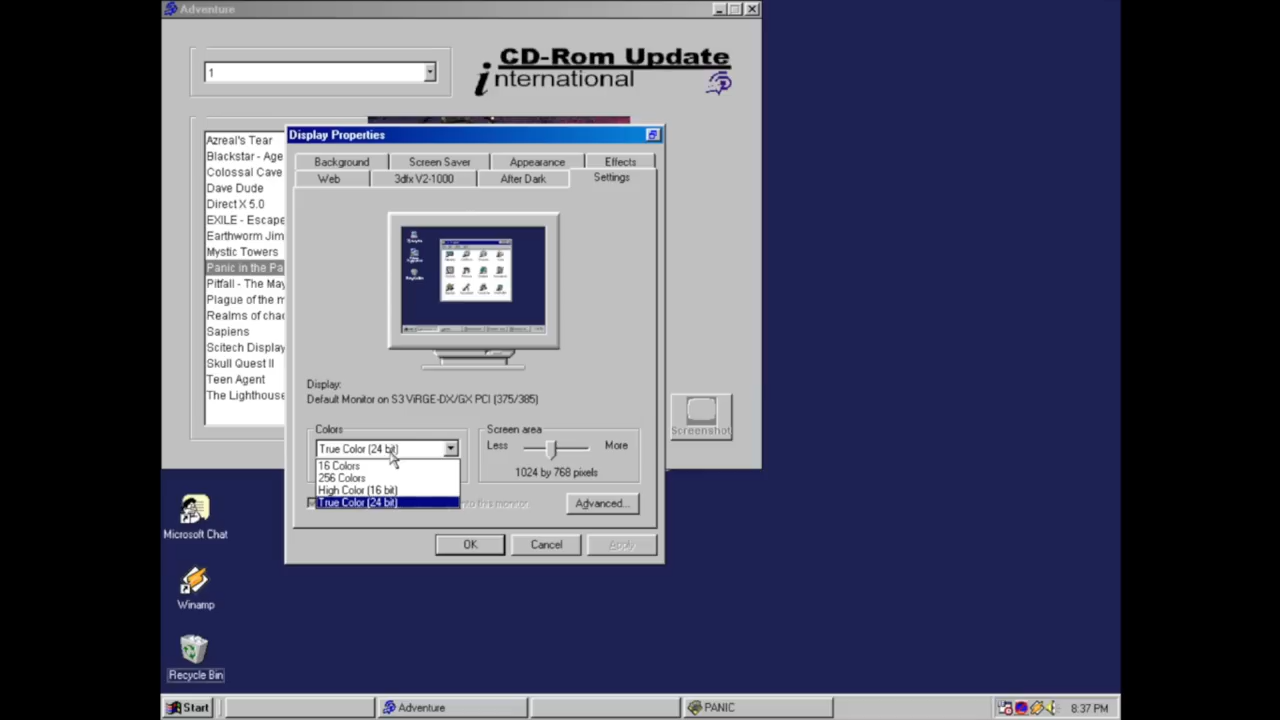 Adventure
1
CD-Rom Update
international
Azreal's Tear
Blackstar - Age
Colossal Cave
Dave Dude
Direct X 5.0
EXILE - Escape
Earthworm Jim
Mystic Towers
Panic in the Pa
Pitfall - The May
Plague of the m
Realms of chao
Sapiens
Scitech Display
Skull Quest II
Teen Agent
The Lighthouse
Display Properties
Background
Screen Saver
Appearance
Effects
Web
3dfx V2-1000
After Dark
Settings
Display:
Default Monitor on S3 ViRGE-DX/GX PCI (375/385)
Colors
True Color (24 bit)
16 Colors
256 Colors
High Color (16 bit)
True Color (24 bit)
Screen area
Less
More
1024 by 768 pixels
onto this monitor.
Advanced...
OK
Cancel
Apply
Screenshot
Microsoft Chat
Winamp
Recycle Bin
Start
Adventure
PANIC
8:37 PM